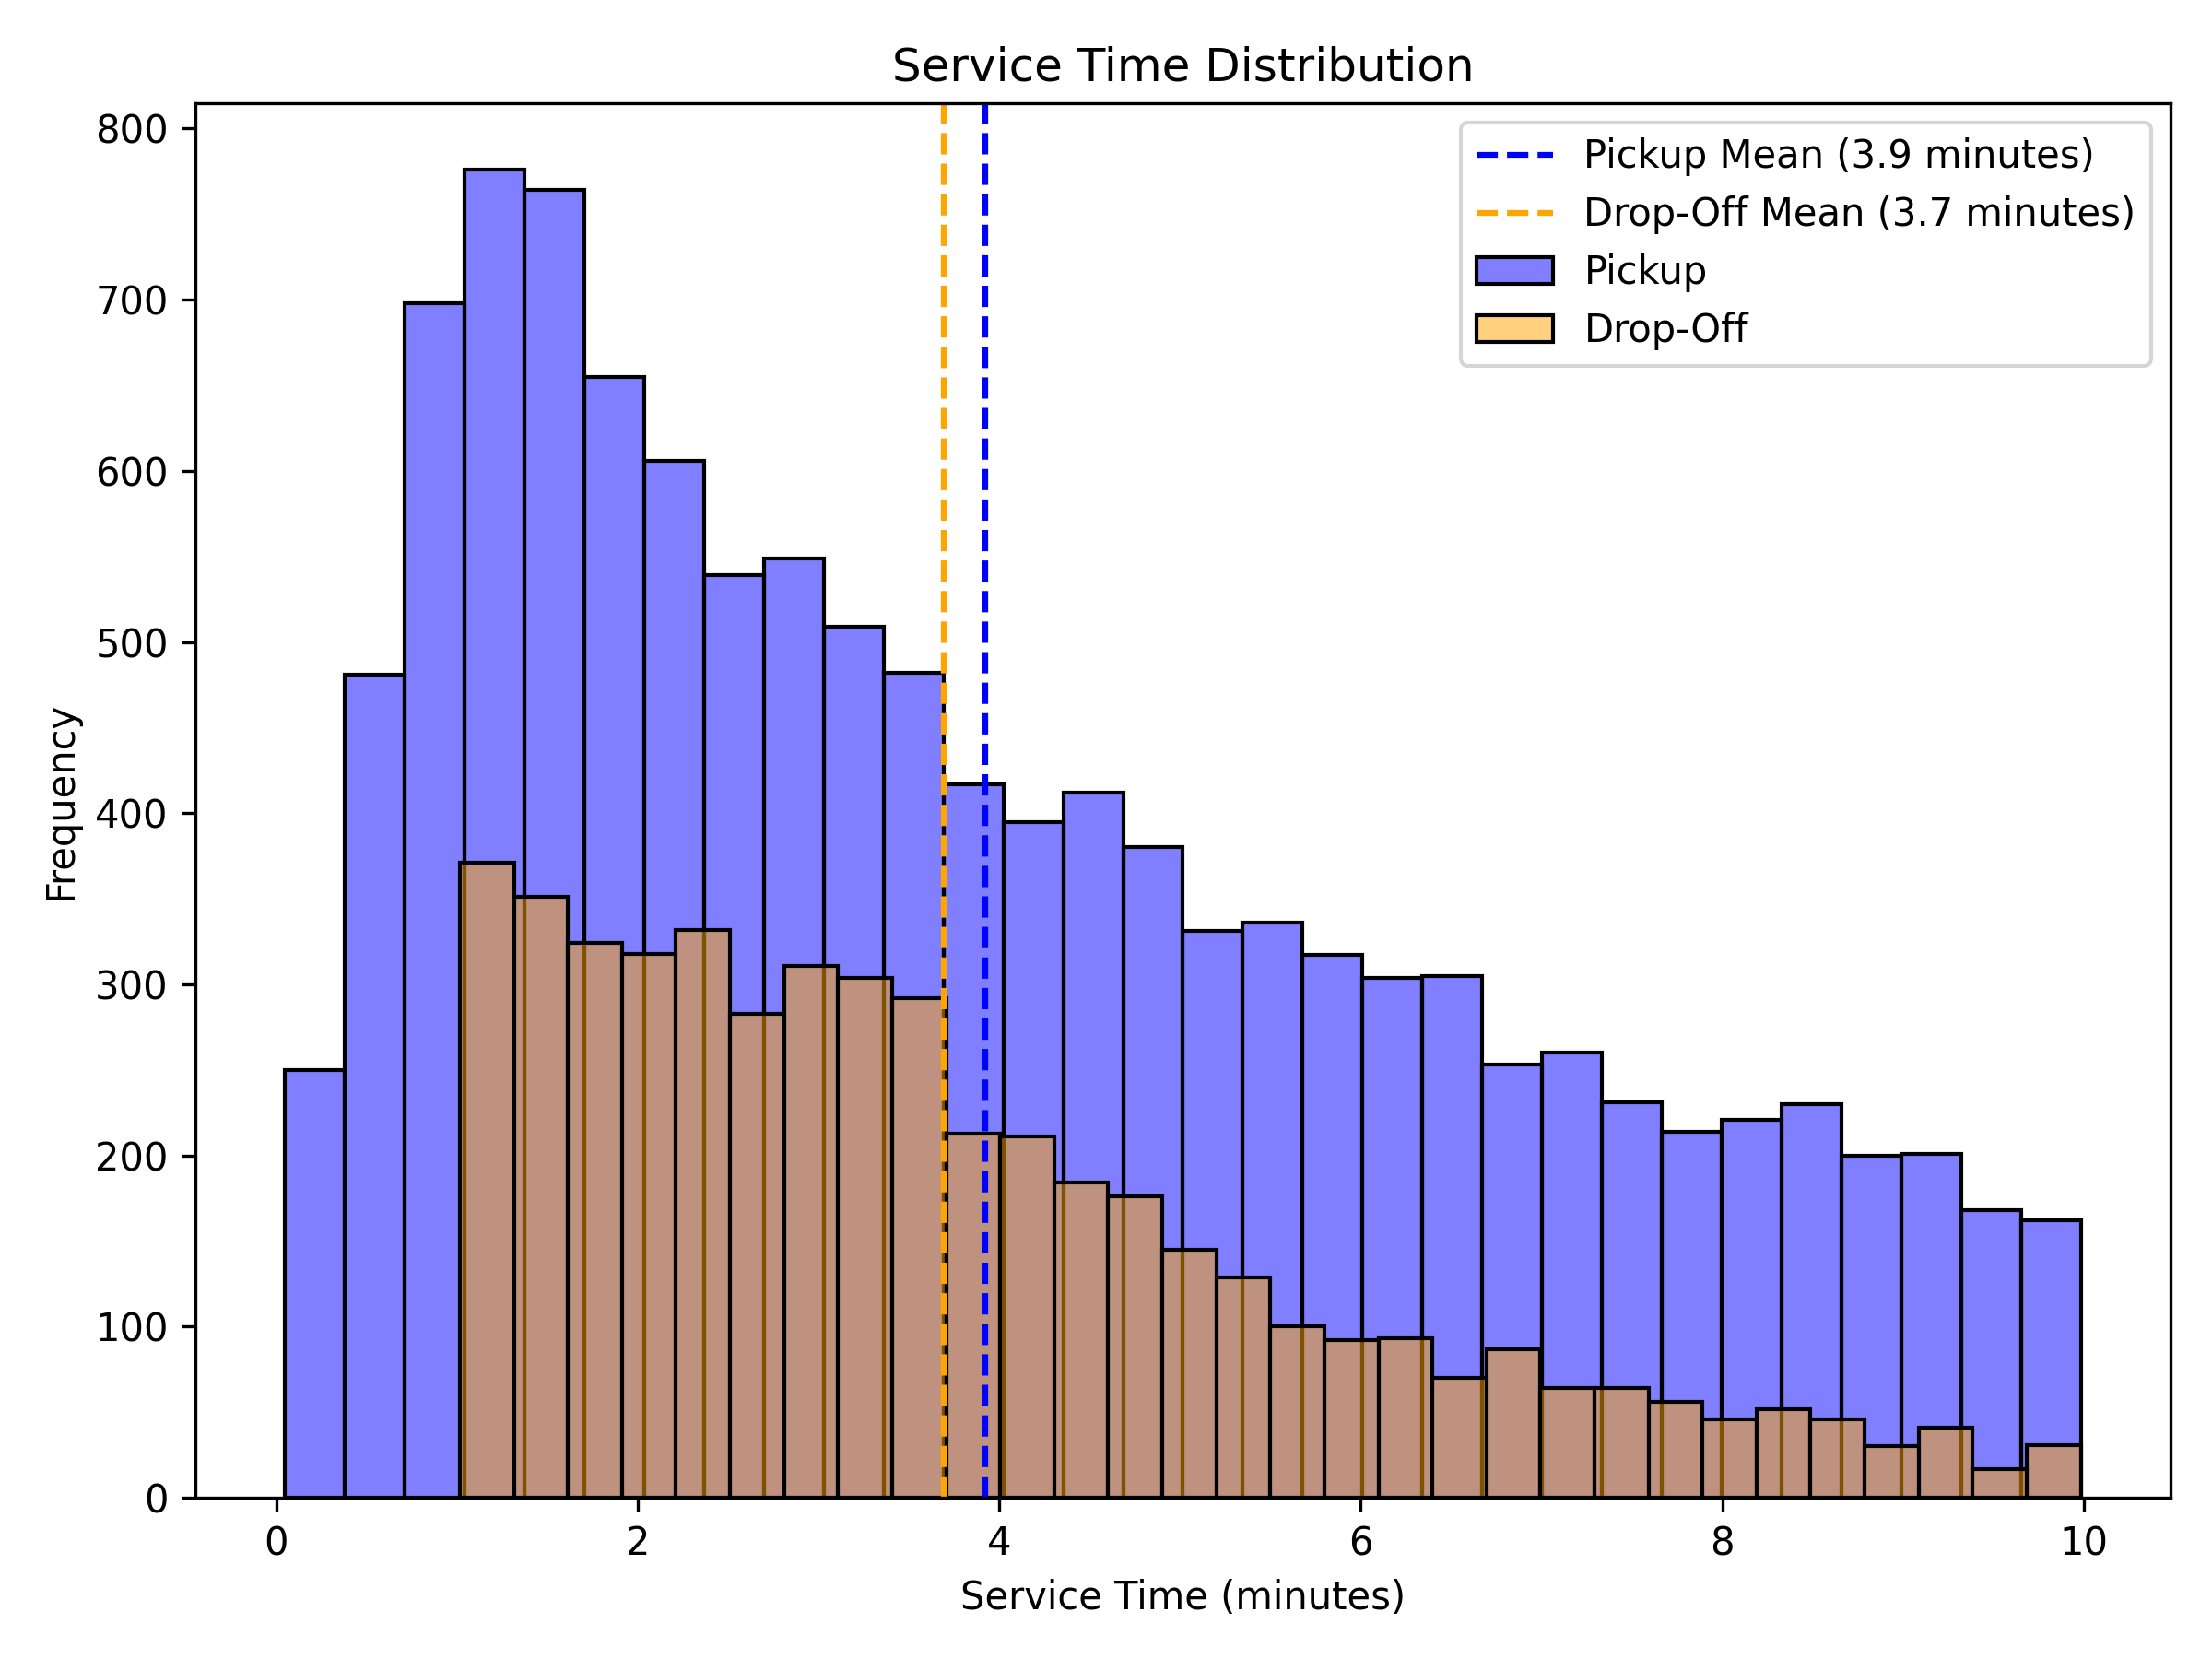 Service Time Distribution
Pickup Mean (3.9 minutes)
Drop-Off Mean (3.7 minutes)
Pickup
Drop-Off
Frequency
800
700
600
500
400
300
200
100
0
0 2 4 6 8 10
Service Time (minutes)